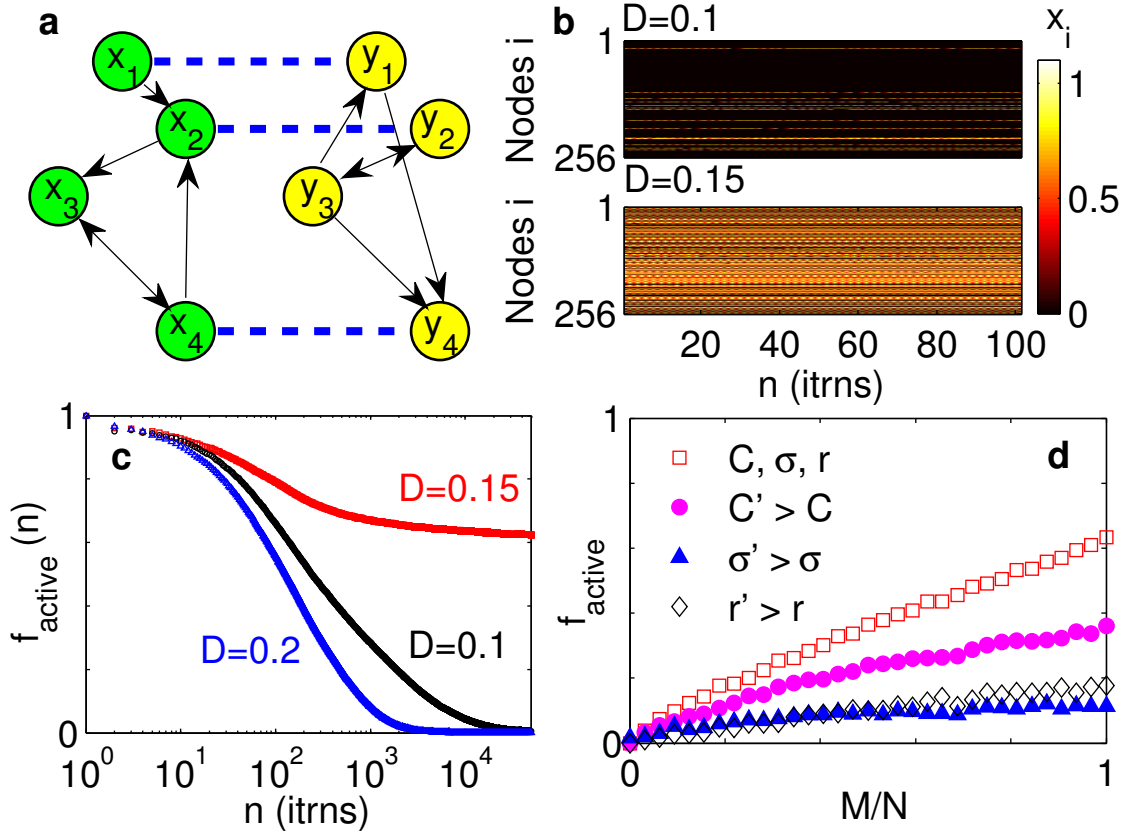 a
x1 y1
x2 y2
x3 y3
x4 y4
b
D=0.1
xi
1
Nodes i
256
D=0.15
1
Nodes i
256
20 40 60 80 100
n (itrns)
1
0.5
0
c
1
factive (n)
0
D=0.15
D=0.2
D=0.1
10^0 10^1 10^2 10^3 10^4
n (itrns)
d
1
factive
0
C, σ, r
C' > C
σ' > σ
r' > r
0 1
M/N